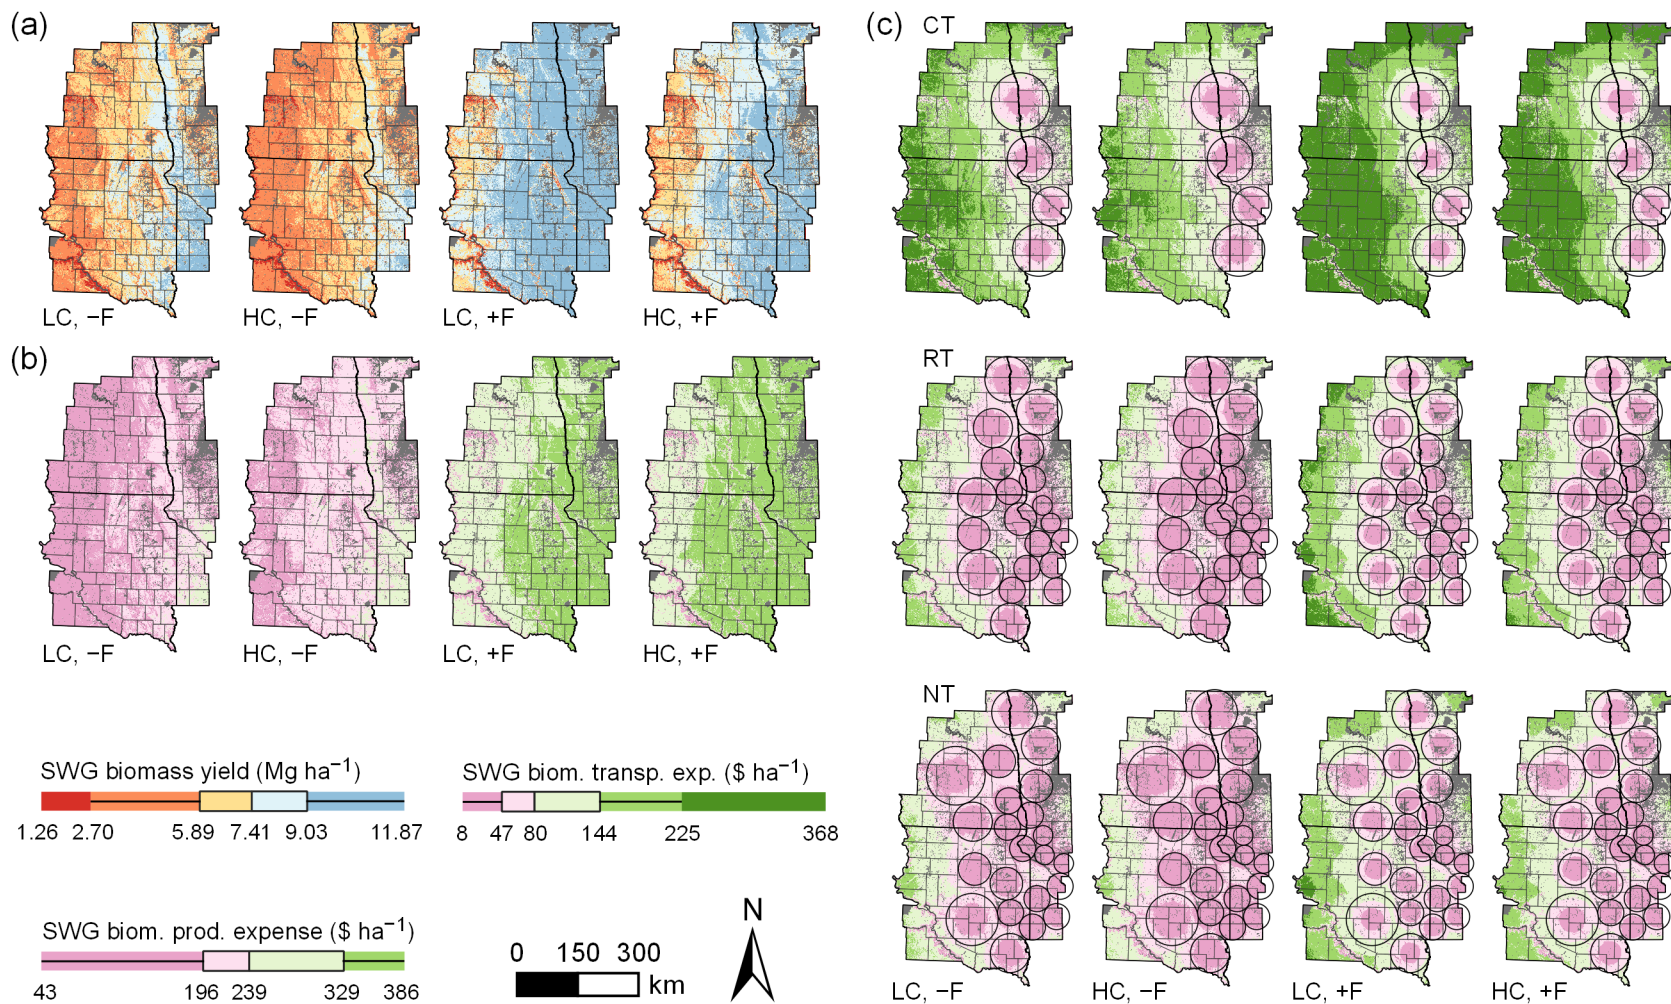 (a)
LC, −F
HC, −F
LC, +F
HC, +F
(b)
LC, −F
HC, −F
LC, +F
HC, +F
SWG biomass yield (Mg ha⁻¹)
1.26 2.70 5.89 7.41 9.03 11.87
SWG biom. transp. exp. ($ ha⁻¹)
8 47 80 144 225 368
SWG biom. prod. expense ($ ha⁻¹)
43 196 239 329 386
0 150 300
km
N
(c)
CT
RT
NT
LC, −F
HC, −F
LC, +F
HC, +F